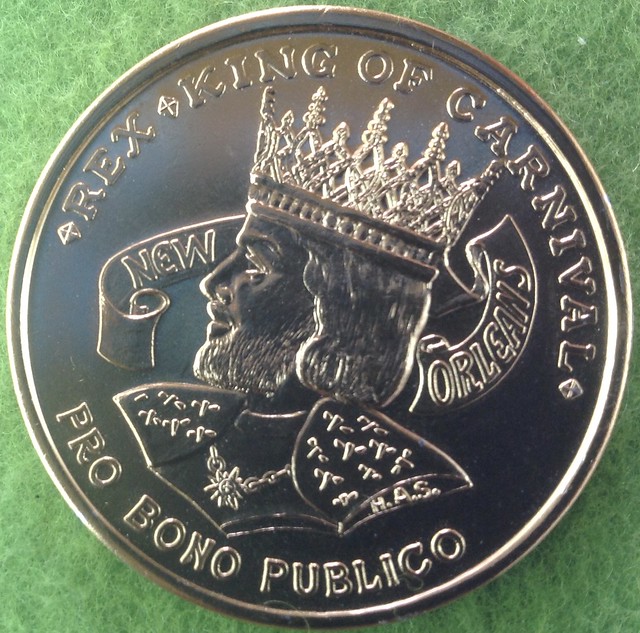 REX KING OF CARNIVAL
NEW ORLEANS
H.A.S.
PRO BONO PUBLICO